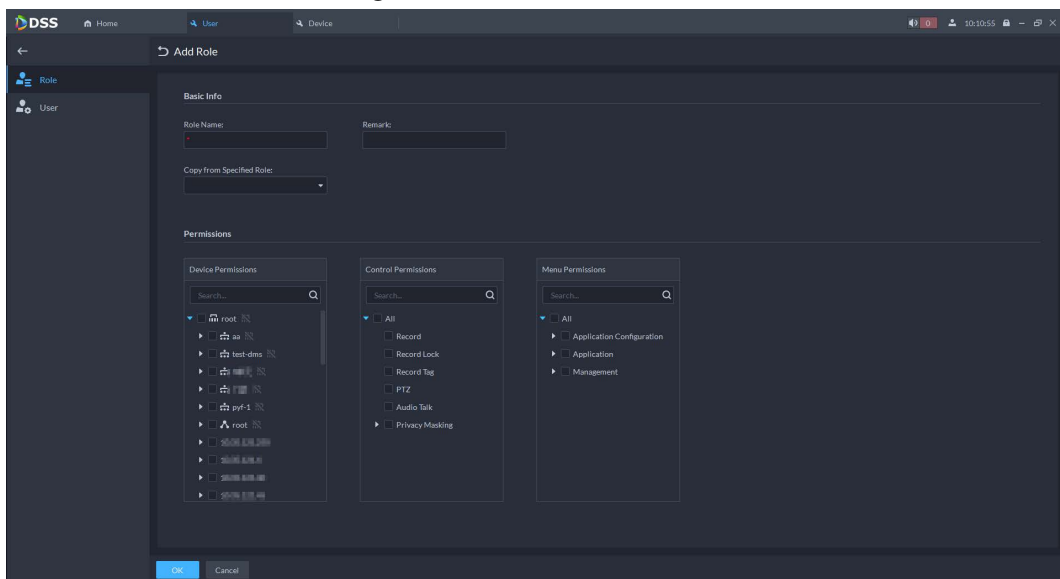 DSS Home User Device 0 10:10:55
Add Role
Role
User
Basic Info
Role Name: Remark:
*
Copy from Specified Role:
Permissions
Device Permissions Control Permissions Menu Permissions
Search... Search... Search...
root All All
aa Record Application Configuration
test-dms Record Lock Application
Record Tag Management
PTZ
pyf-1 Audio Talk
root Privacy Masking
OK Cancel